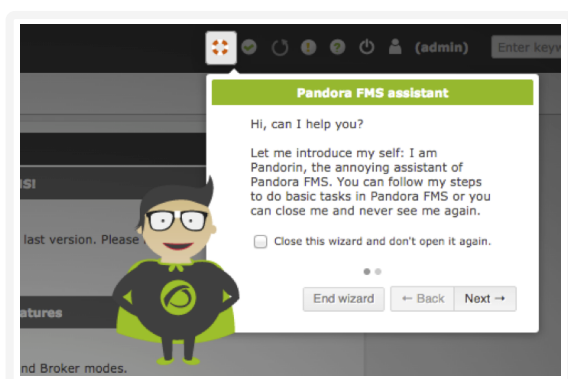 (admin)
Enter keyw
Pandora FMS assistant
Hi, can I help you?
Let me introduce my self: I am
Pandorin, the annoying assistant of
Pandora FMS. You can follow my steps
to do basic tasks in Pandora FMS or you
can close me and never see me again.
Close this wizard and don't open it again.
End wizard
← Back
Next →
MS!
last version. Please
atures
nd Broker modes.